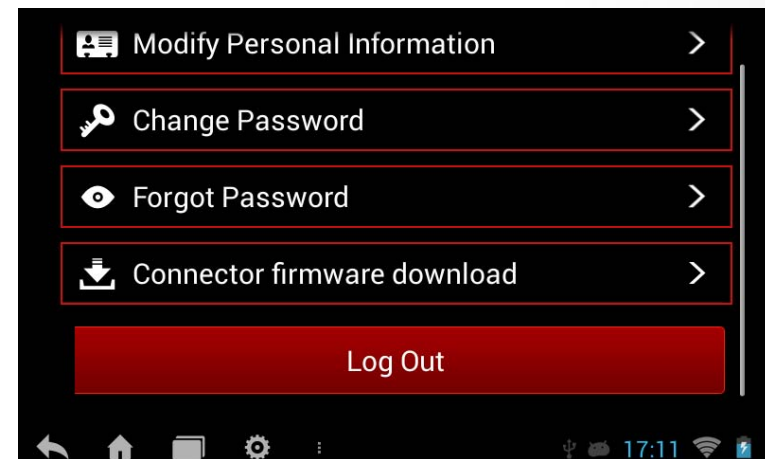 Modify Personal Information
Change Password
Forgot Password
Connector firmware download
Log Out
17:11